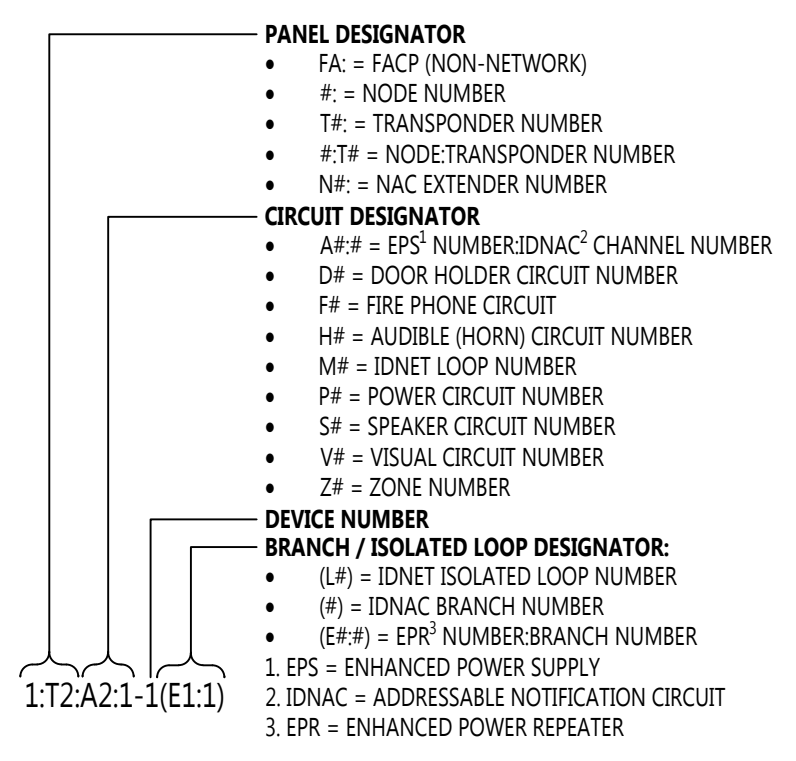 PANEL DESIGNATOR
• FA: = FACP (NON-NETWORK)
• #: = NODE NUMBER
• T#: = TRANSPONDER NUMBER
• #:T# = NODE:TRANSPONDER NUMBER
• N#: = NAC EXTENDER NUMBER
CIRCUIT DESIGNATOR
• A#:# = EPS¹ NUMBER:IDNAC² CHANNEL NUMBER
• D# = DOOR HOLDER CIRCUIT NUMBER
• F# = FIRE PHONE CIRCUIT
• H# = AUDIBLE (HORN) CIRCUIT NUMBER
• M# = IDNET LOOP NUMBER
• P# = POWER CIRCUIT NUMBER
• S# = SPEAKER CIRCUIT NUMBER
• V# = VISUAL CIRCUIT NUMBER
• Z# = ZONE NUMBER
DEVICE NUMBER
BRANCH / ISOLATED LOOP DESIGNATOR:
• (L#) = IDNET ISOLATED LOOP NUMBER
• (#) = IDNAC BRANCH NUMBER
• (E#:#) = EPR³ NUMBER:BRANCH NUMBER
1. EPS = ENHANCED POWER SUPPLY
2. IDNAC = ADDRESSABLE NOTIFICATION CIRCUIT
3. EPR = ENHANCED POWER REPEATER
1:T2:A2:1-1(E1:1)